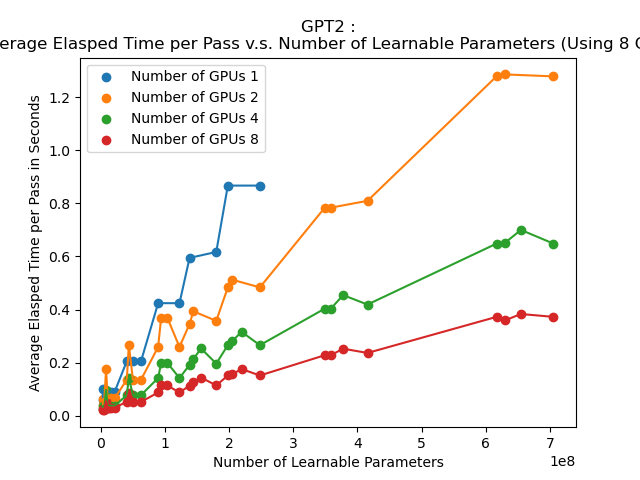 GPT2 :
Elasped Time per Pass v.s. Number of Learnable Parameters (Using 8
Number of GPUs 1
Number of GPUs 2
Number of GPUs 4
Number of GPUs 8
Average Elasped Time per Pass in Seconds
1.2
1.0
0.8
0.6
0.4
0.2
0.0
0 1 2 3 4 5 6 7
1e8
Number of Learnable Parameters